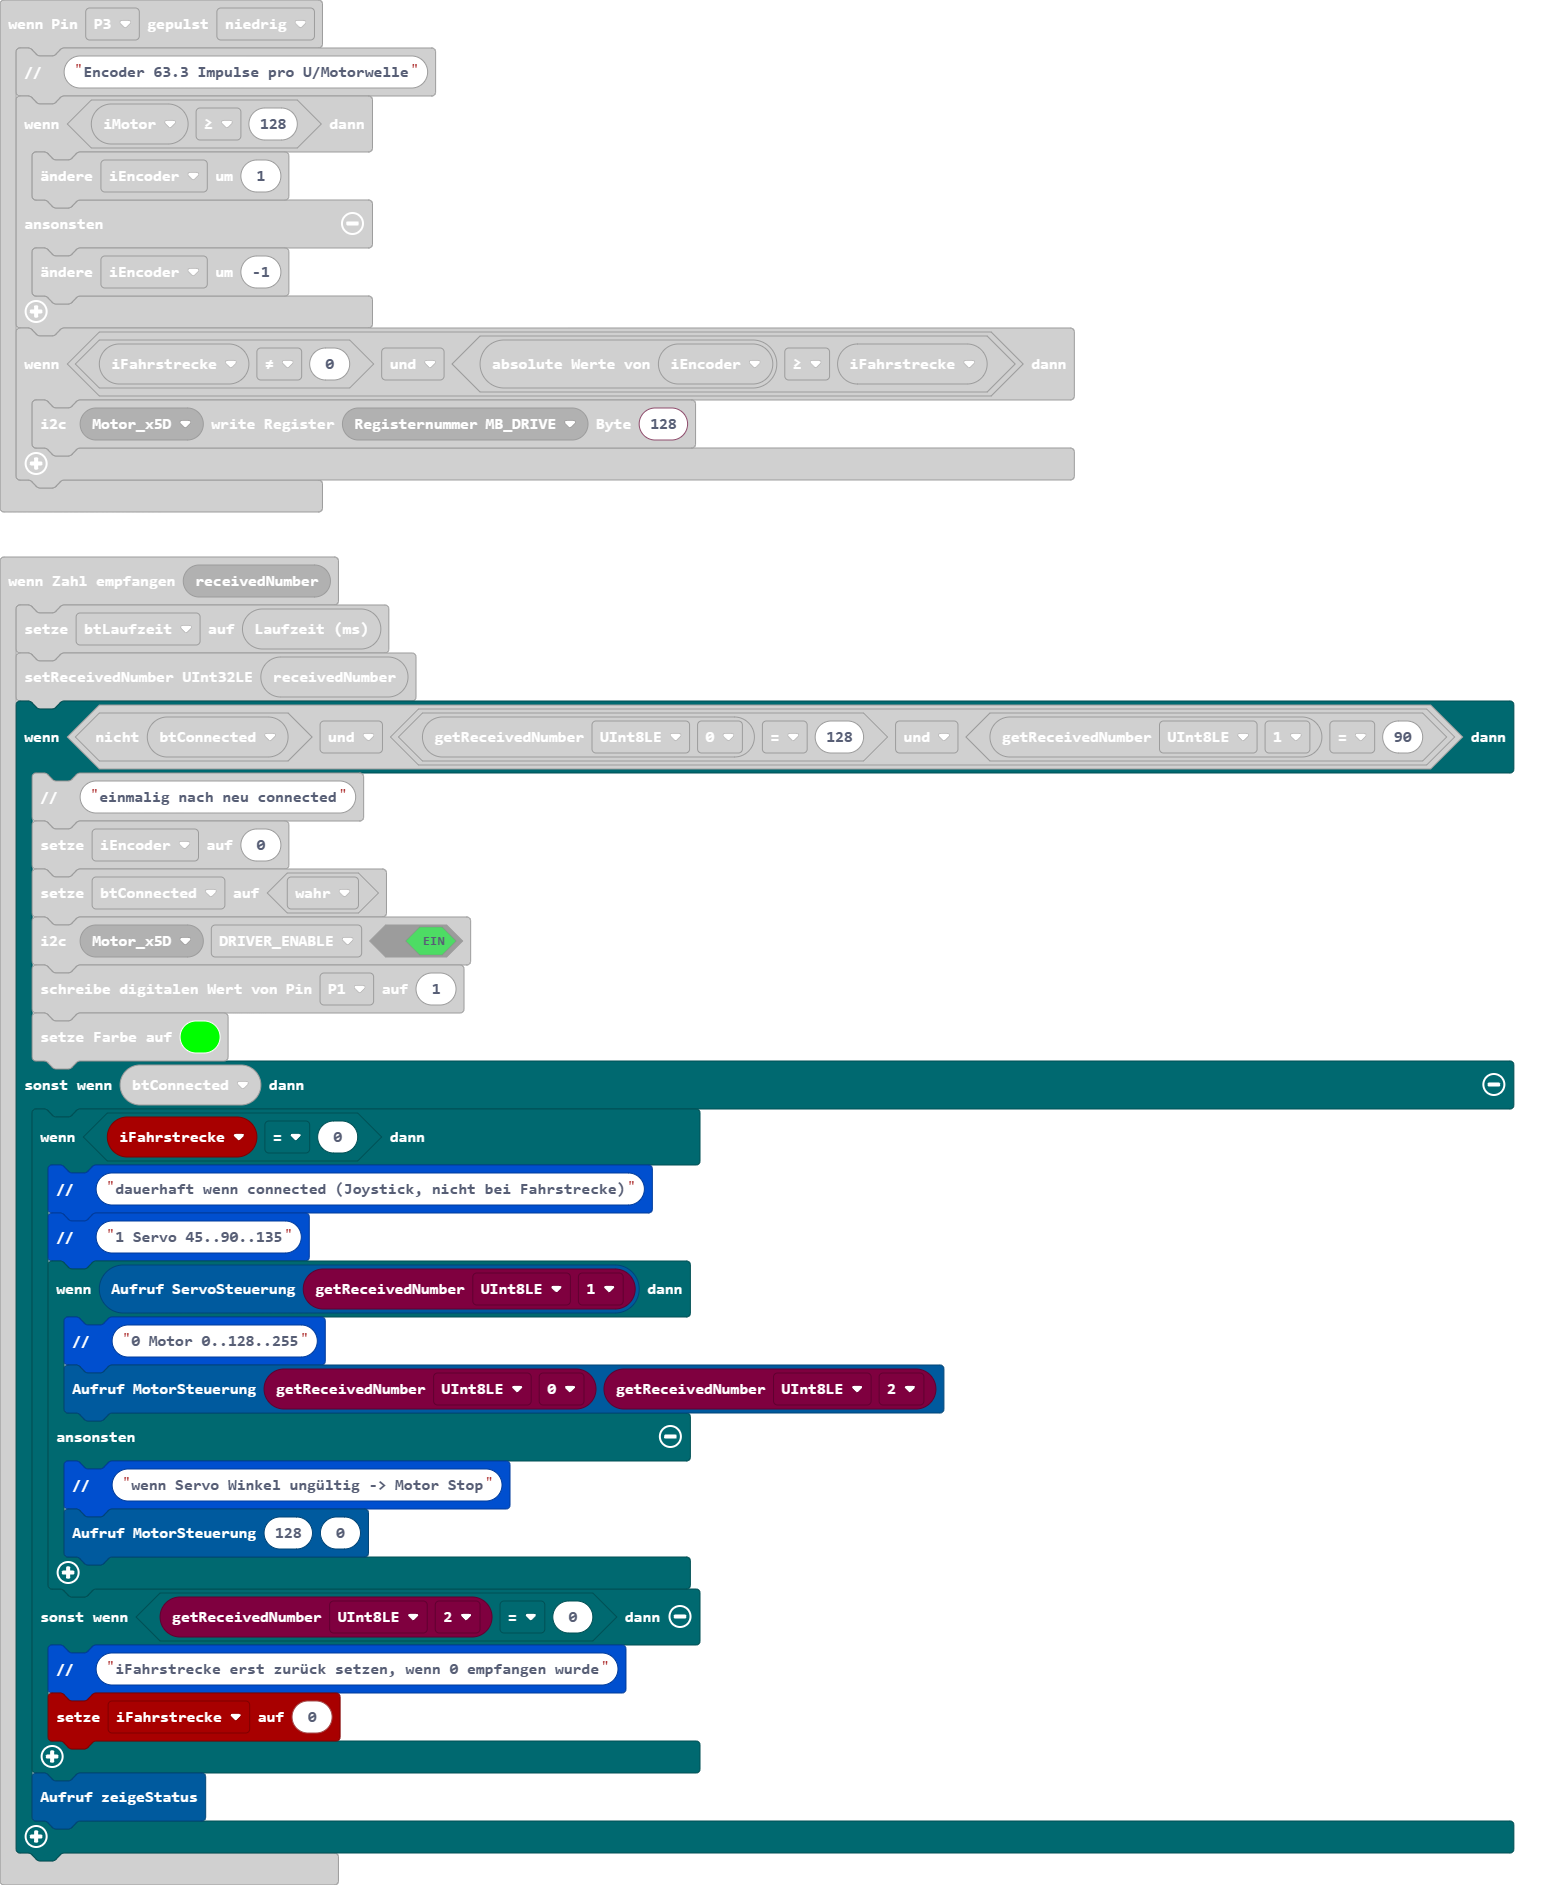 wenn Pin P3 gepulst niedrig
// "Encoder 63.3 Impulse pro U/Motorwelle"
wenn iMotor ≥ 128 dann
ändere iEncoder um 1
ansonsten
ändere iEncoder um -1
wenn iFahrstrecke ≠ 0 und absolute Werte von iEncoder ≥ iFahrstrecke dann
i2c Motor_x5D write Register Registernummer MB_DRIVE Byte 128
wenn Zahl empfangen receivedNumber
setze btLaufzeit auf Laufzeit (ms)
setReceivedNumber UInt32LE receivedNumber
wenn nicht btConnected und getReceivedNumber UInt8LE 0 = 128 und getReceivedNumber UInt8LE 1 = 90 dann
// "einmalig nach neu connected"
setze iEncoder auf 0
setze btConnected auf wahr
i2c Motor_x5D DRIVER_ENABLE EIN
schreibe digitalen Wert von Pin P1 auf 1
setze Farbe auf
sonst wenn btConnected dann
wenn iFahrstrecke = 0 dann
// "dauerhaft wenn connected (Joystick, nicht bei Fahrstrecke)"
// "1 Servo 45..90..135"
wenn Aufruf ServoSteuerung getReceivedNumber UInt8LE 1 dann
// "0 Motor 0..128..255"
Aufruf MotorSteuerung getReceivedNumber UInt8LE 0 getReceivedNumber UInt8LE 2
ansonsten
// "wenn Servo Winkel ungültig -> Motor Stop"
Aufruf MotorSteuerung 128 0
sonst wenn getReceivedNumber UInt8LE 2 = 0 dann
// "iFahrstrecke erst zurück setzen, wenn 0 empfangen wurde"
setze iFahrstrecke auf 0
Aufruf zeigeStatus